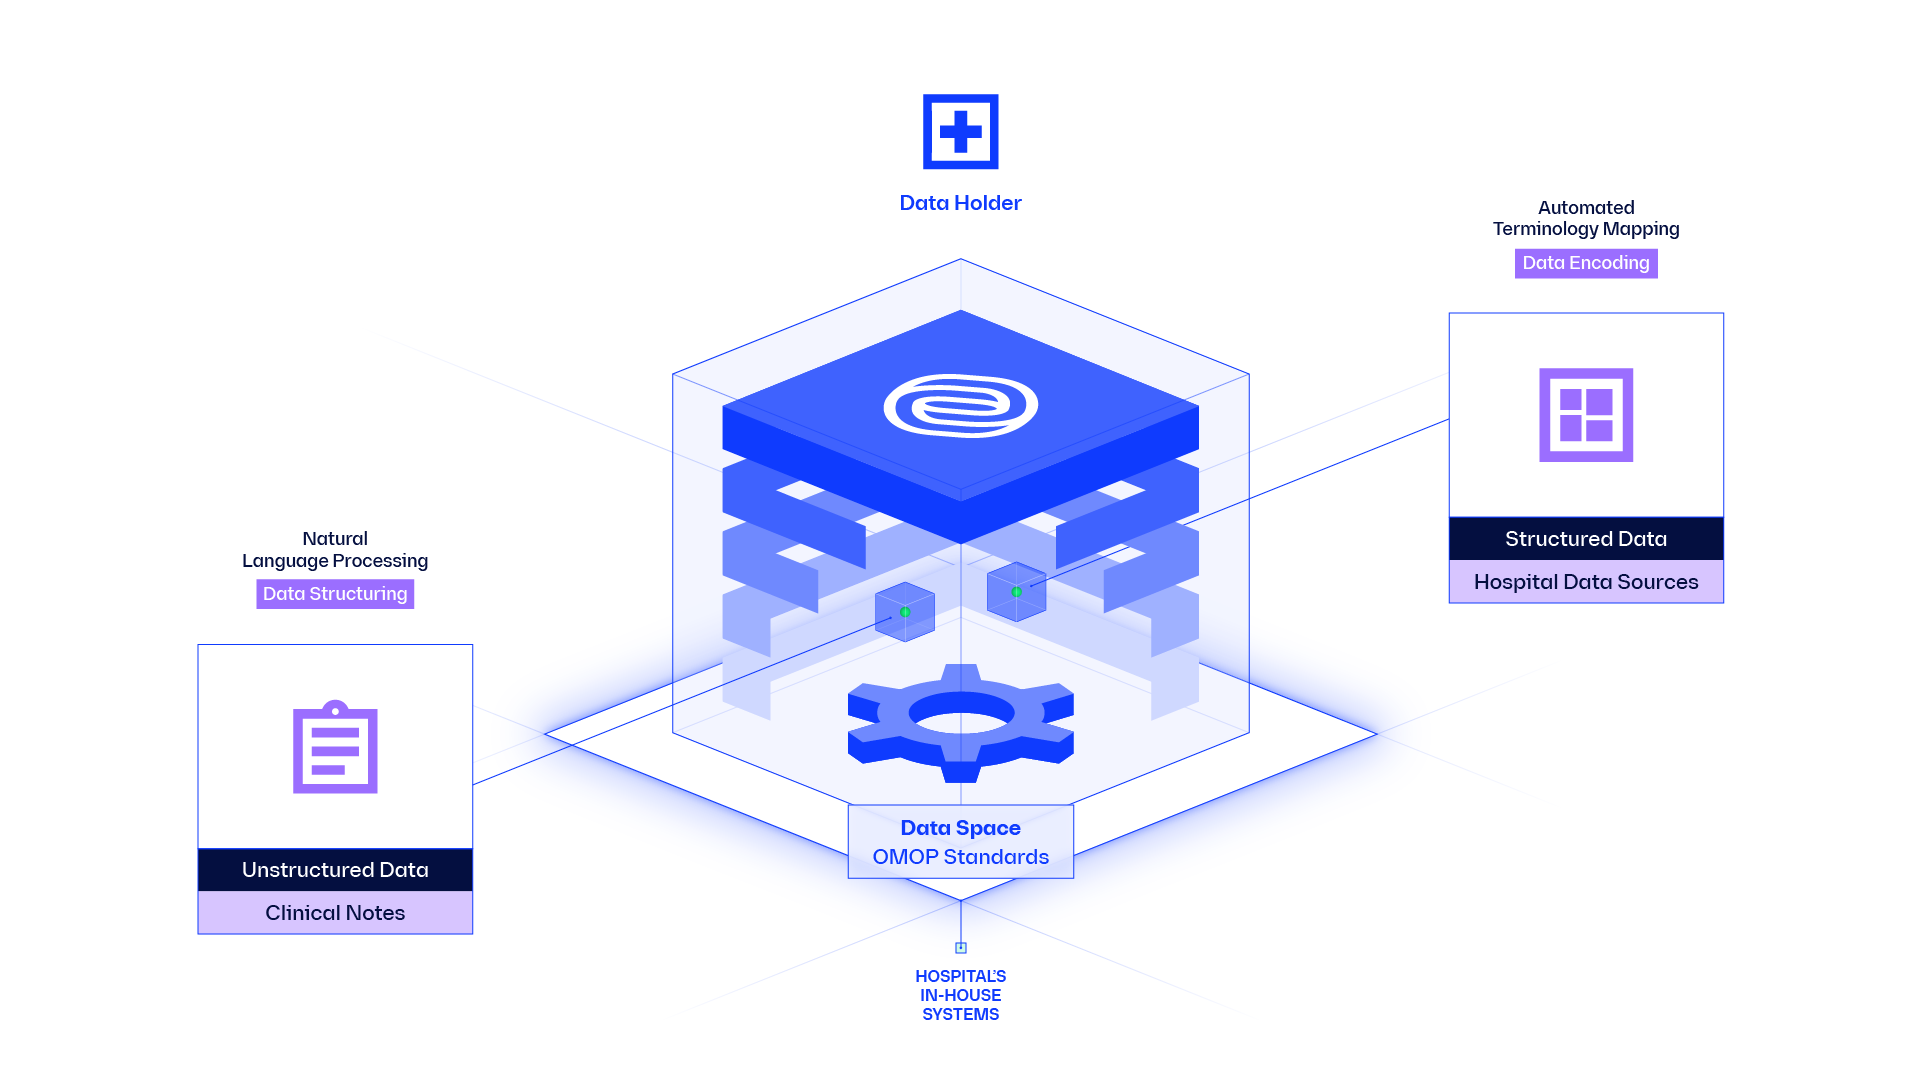 Data Holder
Automated
Terminology Mapping
Data Encoding
Structured Data
Hospital Data Sources
Natural
Language Processing
Data Structuring
Unstructured Data
Clinical Notes
Data Space
OMOP Standards
HOSPITAL'S
IN-HOUSE
SYSTEMS